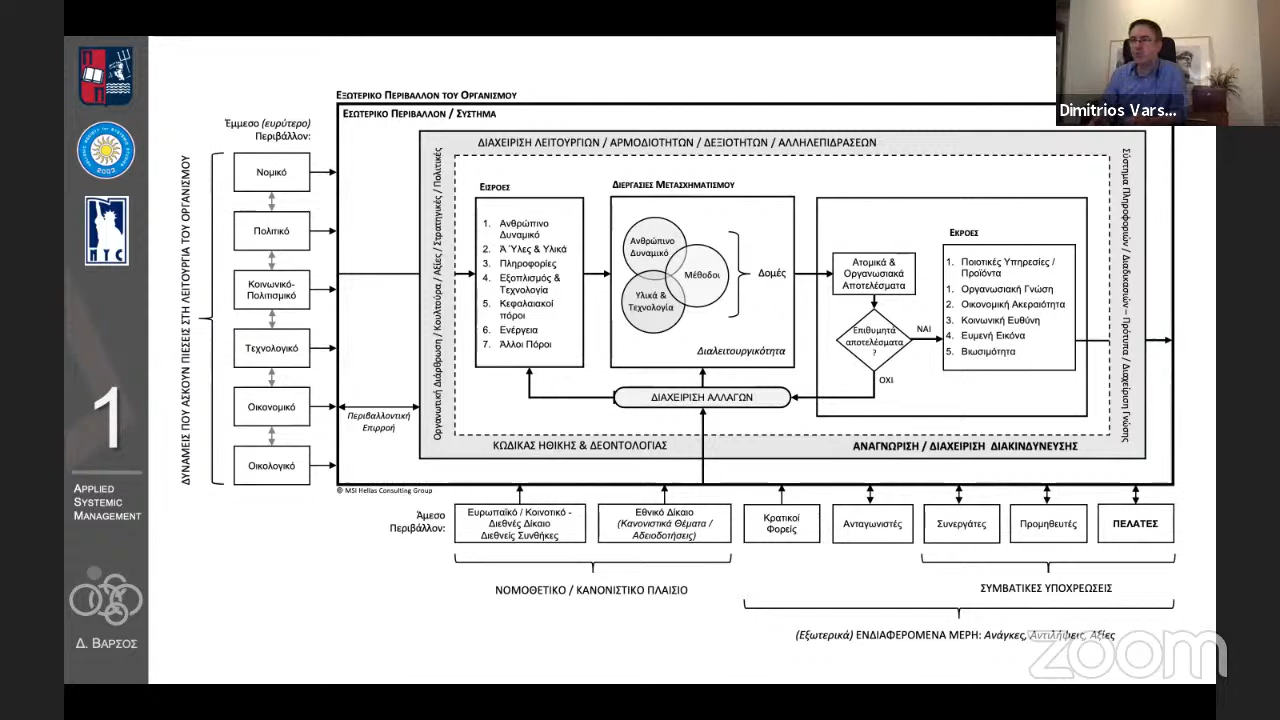 Dimitrios Vars...
ΕΞΩΤΕΡΙΚΟ ΠΕΡΙΒΑΛΛΟΝ ΤΟΥ ΟΡΓΑΝΙΣΜΟΥ
ΕΣΩΤΕΡΙΚΟ ΠΕΡΙΒΑΛΛΟΝ / ΣΥΣΤΗΜΑ
Έμμεσο (ευρύτερο)
Περιβάλλον:
ΔΥΝΑΜΕΙΣ ΠΟΥ ΑΣΚΟΥΝ ΠΙΕΣΕΙΣ ΣΤΗ ΛΕΙΤΟΥΡΓΙΑ ΤΟΥ ΟΡΓΑΝΙΣΜΟΥ
Νομικό
Πολιτικό
Κοινωνικό-
Πολιτισμικό
Τεχνολογικό
Οικονομικό
Οικολογικό
Περιβαλλοντική
Επιρροή
ΔΙΑΧΕΙΡΙΣΗ ΛΕΙΤΟΥΡΓΙΩΝ / ΑΡΜΟΔΙΟΤΗΤΩΝ / ΔΕΞΙΟΤΗΤΩΝ / ΑΛΛΗΛΕΠΙΔΡΑΣΕΩΝ
Οργανωτική Διάρθρωση / Κουλτούρα / Αξίες / Στρατηγικές / Πολιτικές
ΕΙΣΡΟΕΣ
1. Ανθρώπινο
Δυναμικό
2. Ά Ύλες & Υλικά
3. Πληροφορίες
4. Εξοπλισμός &
Τεχνολογία
5. Κεφαλαιακοί
πόροι
6. Ενέργεια
7. Άλλοι Πόροι
ΔΙΕΡΓΑΣΙΕΣ ΜΕΤΑΣΧΗΜΑΤΙΣΜΟΥ
Ανθρώπινο
Δυναμικό
Μέθοδοι
Υλικά &
Τεχνολογία
Δομές
Διαλειτουργικότητα
Ατομικά &
Οργανωσιακά
Αποτελέσματα
Επιθυμητά
αποτελέσματα
?
ΝΑΙ
ΟΧΙ
ΕΚΡΟΕΣ
1. Ποιοτικές Υπηρεσίες /
Προϊόντα
1. Οργανωσιακή Γνώση
2. Οικονομική Ακεραιότητα
3. Κοινωνική Ευθύνη
4. Ευμενή Εικόνα
5. Βιωσιμότητα
Σύστημα Πληροφοριών / Διαδικασιών – Πρότυπα / Διαχείριση Γνώσης
ΔΙΑΧΕΙΡΙΣΗ ΑΛΛΑΓΩΝ
ΚΩΔΙΚΑΣ ΗΘΙΚΗΣ & ΔΕΟΝΤΟΛΟΓΙΑΣ
ΑΝΑΓΝΩΡΙΣΗ / ΔΙΑΧΕΙΡΙΣΗ ΔΙΑΚΙΝΔΥΝΕΥΣΗΣ
© MSI Hellas Consulting Group
Άμεσο
Περιβάλλον:
Ευρωπαϊκό / Κοινοτικό -
Διεθνές Δίκαιο
Διεθνείς Συνθήκες
Εθνικό Δίκαιο
(Κανονιστικά Θέματα /
Αδειοδοτήσεις)
Κρατικοί
Φορείς
Ανταγωνιστές
Συνεργάτες
Προμηθευτές
ΠΕΛΑΤΕΣ
ΝΟΜΟΘΕΤΙΚΟ / ΚΑΝΟΝΙΣΤΙΚΟ ΠΛΑΙΣΙΟ
ΣΥΜΒΑΤΙΚΕΣ ΥΠΟΧΡΕΩΣΕΙΣ
(Εξωτερικά) ΕΝΔΙΑΦΕΡΟΜΕΝΑ ΜΕΡΗ: Ανάγκες, Αντιλήψεις, Αξίες
zoom
NYC
1
APPLIED
SYSTEMIC
MANAGEMENT
Δ. ΒΑΡΣΟΣ